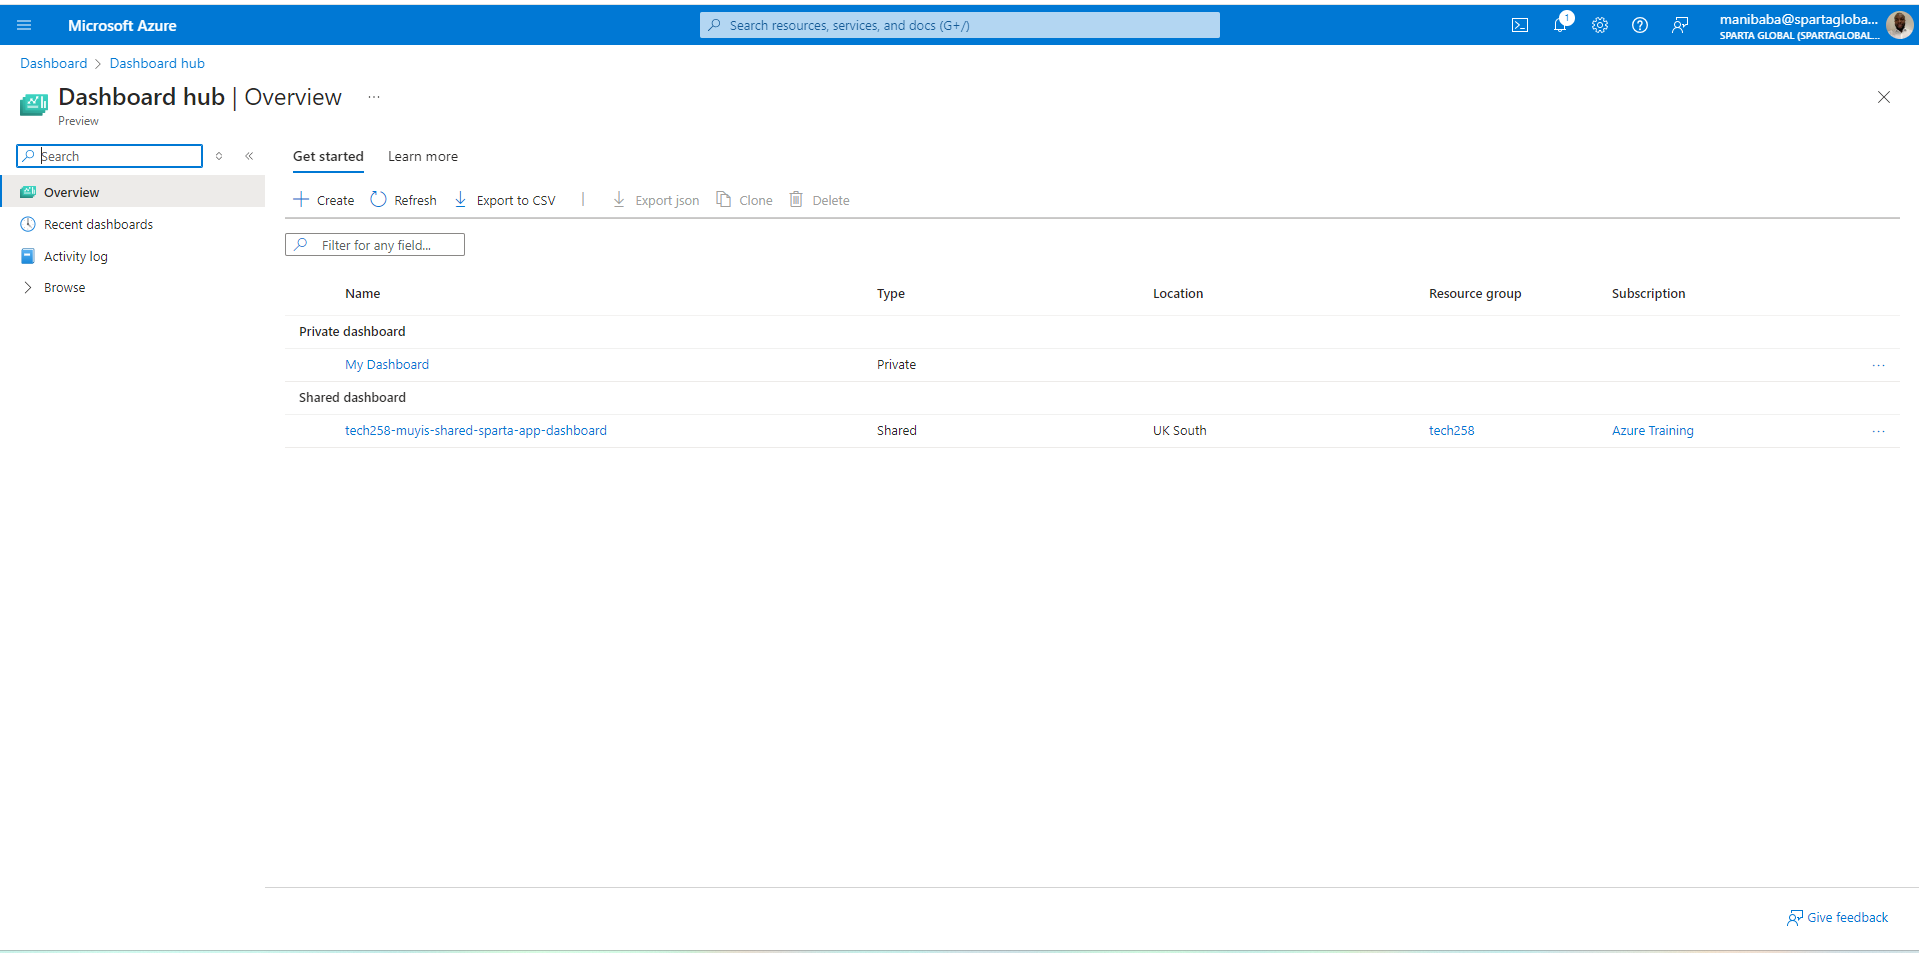 Microsoft Azure
Search resources, services, and docs (G+/)
1
manibaba@spartagloba...
SPARTA GLOBAL (SPARTAGLOBAL...
Dashboard > Dashboard hub
Dashboard hub | Overview ...
Preview
Search
Get started Learn more
Overview
Recent dashboards
Activity log
Browse
Create Refresh Export to CSV | Export json Clone Delete
Filter for any field...
Name Type Location Resource group Subscription
Private dashboard
My Dashboard Private ...
Shared dashboard
tech258-muyis-shared-sparta-app-dashboard Shared UK South tech258 Azure Training ...
Give feedback